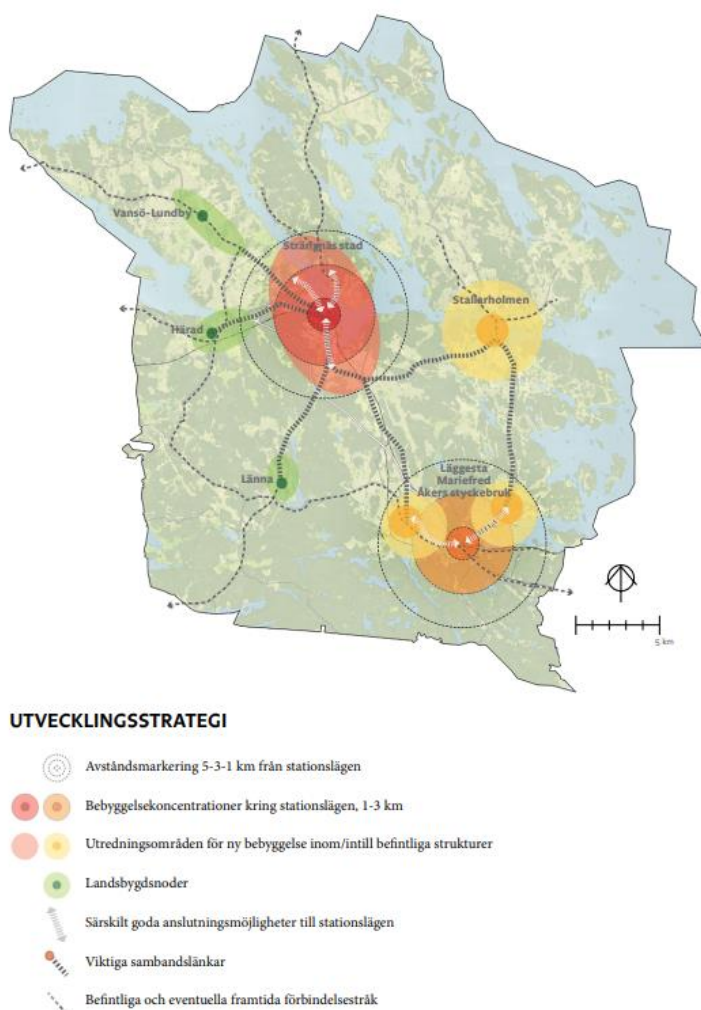 Vansö-Lundby
Strängnäs stad
Stallarholmen
Härad
Länna
Läggesta
Mariefred
Åkers styckebruk
5 km
UTVECKLINGSSTRATEGI
Avståndsmarkering 5-3-1 km från stationslägen
Bebyggelsekoncentrationer kring stationslägen, 1-3 km
Utredningsområden för ny bebyggelse inom/intill befintliga strukturer
Landsbygdsnoder
Särskilt goda anslutningsmöjligheter till stationslägen
Viktiga sambandslänkar
Befintliga och eventuella framtida förbindelsestråk